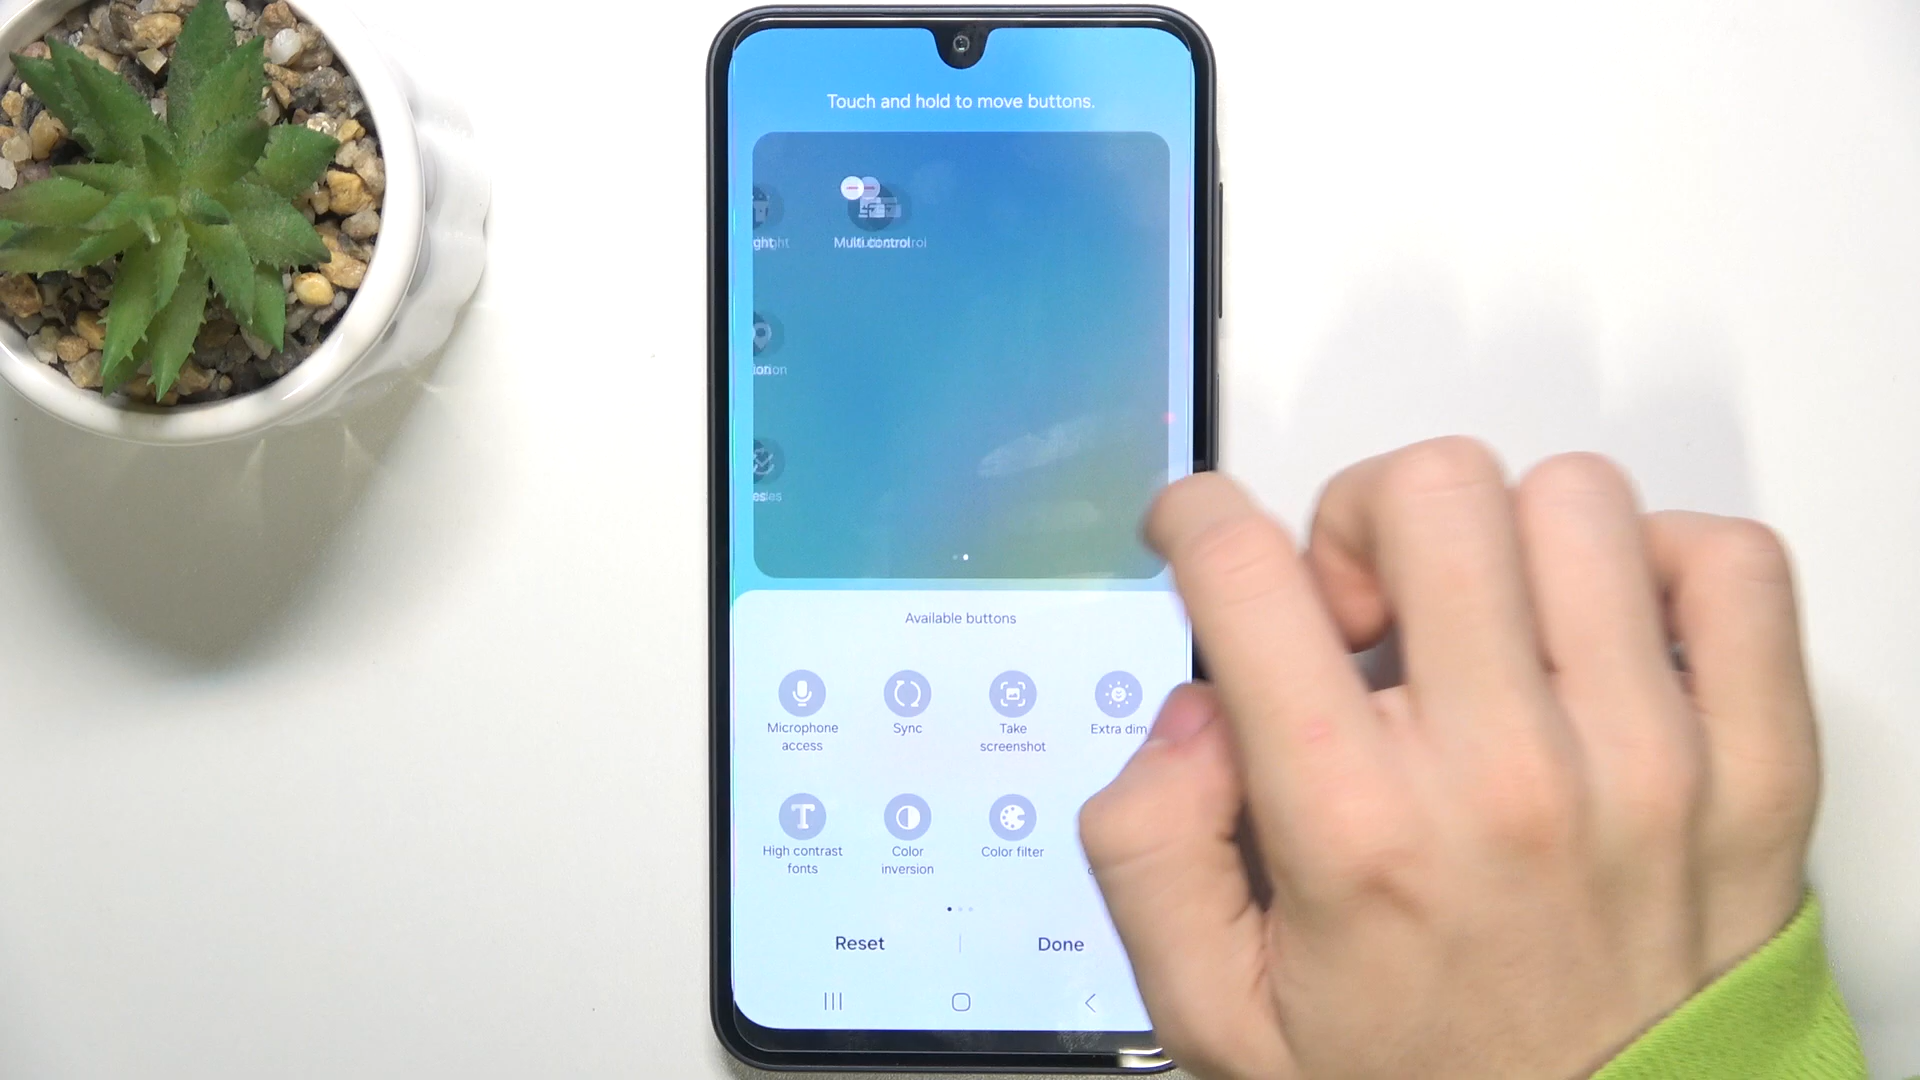 Touch and hold to move buttons.
Multi control
Available buttons
Microphone access
Sync
Take screenshot
Extra dim
High contrast fonts
Color inversion
Color filter
Reset
Done